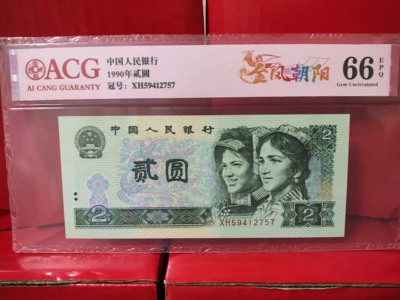 ACG
AI CANG GUARANTY
中国人民银行
1990年贰圆
冠号：XH59412757
金凤朝阳
66
EPQ
Gem Uncirculated
中国人民银行
2
贰圆
XH59412757
2
2